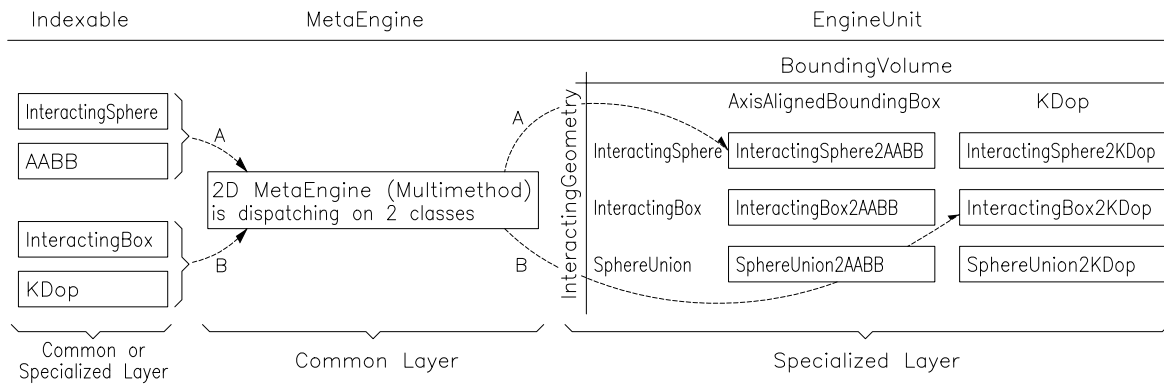 Indexable
MetaEngine
EngineUnit
BoundingVolume
AxisAlignedBoundingBox
KDop
InteractingGeometry
InteractingSphere
AABB
A
InteractingBox
KDop
B
2D MetaEngine (Multimethod)
is dispatching on 2 classes
A
B
InteractingSphere
InteractingSphere2AABB
InteractingSphere2KDop
InteractingBox
InteractingBox2AABB
InteractingBox2KDop
SphereUnion
SphereUnion2AABB
SphereUnion2KDop
Common or
Specialized Layer
Common Layer
Specialized Layer